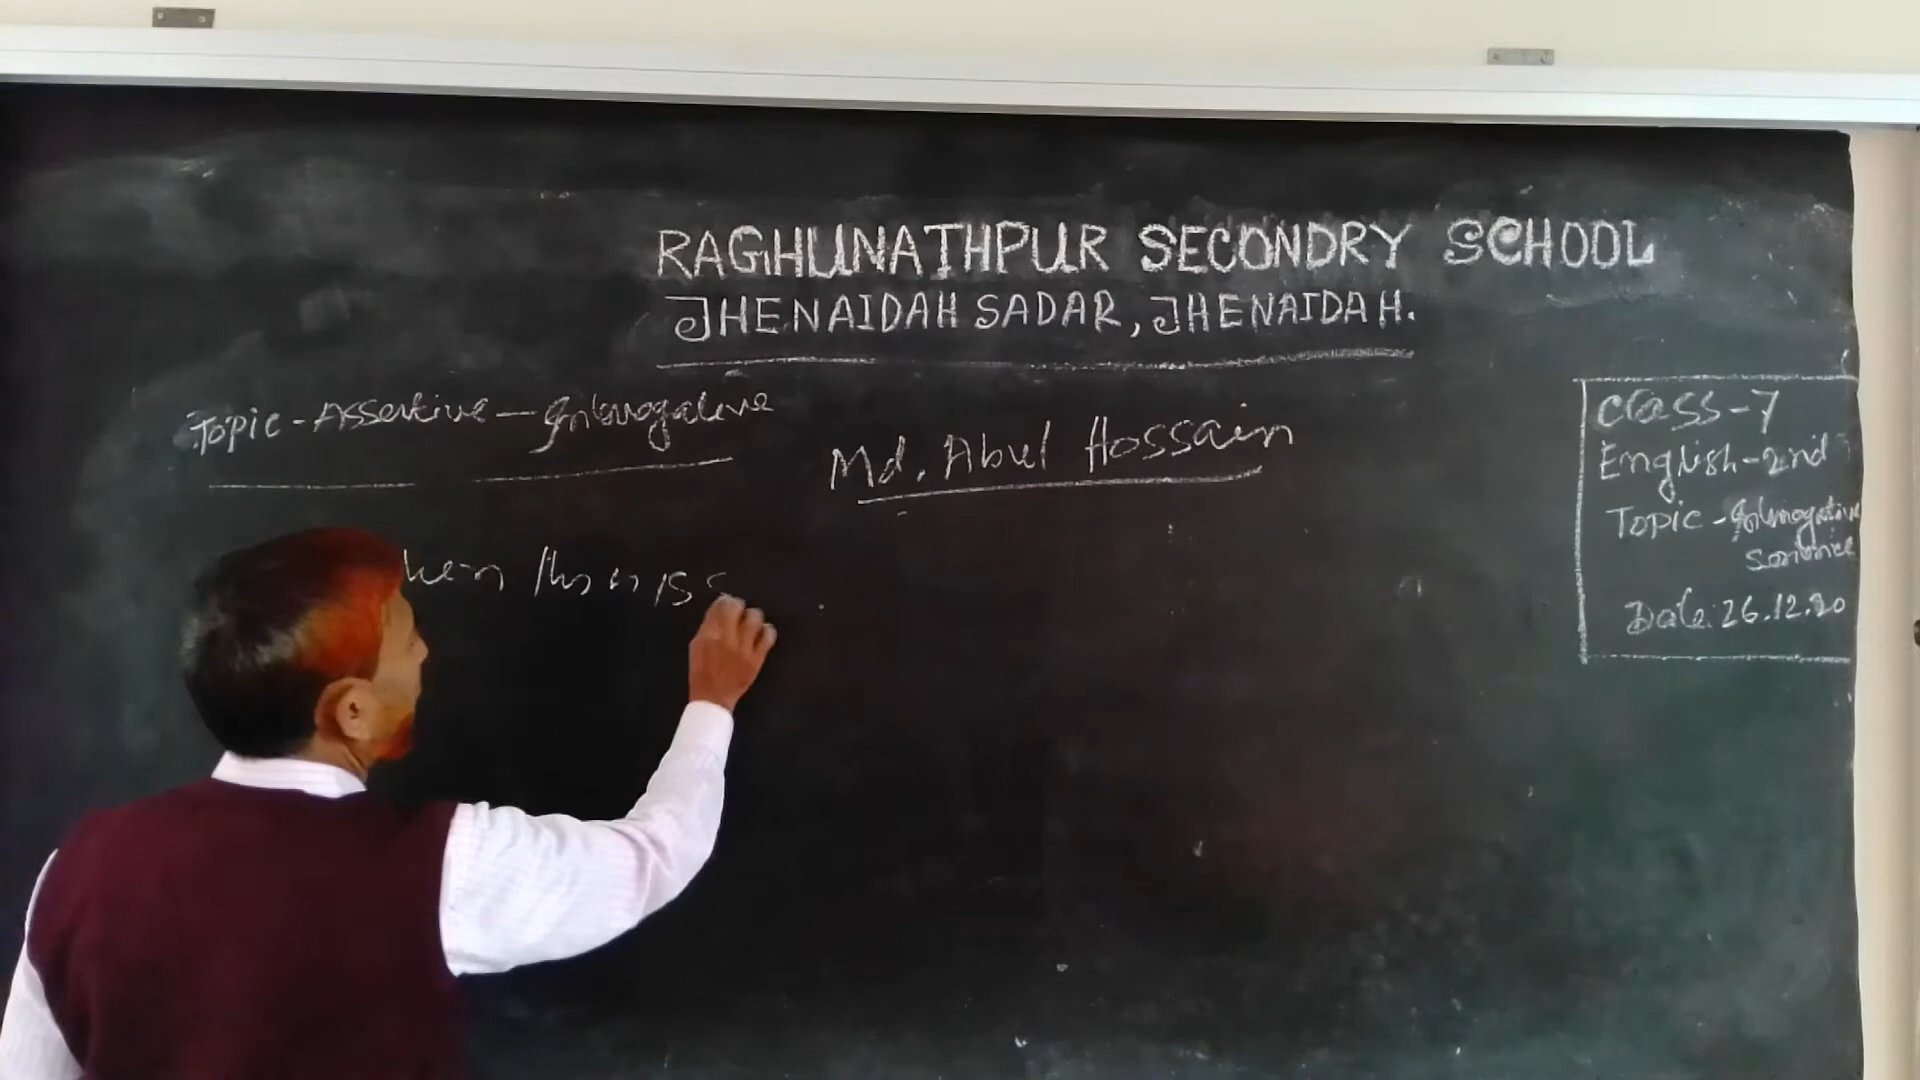 RAGHUNATHPUR SECONDRY SCHOOL
JHENAIDAH SADAR, JHENAIDAH.
Topic - Assertive - Interrogative
Md. Abul Hossain
Class-7
English-2nd
Topic - Interrogative
Sentence
Date: 26.12.20